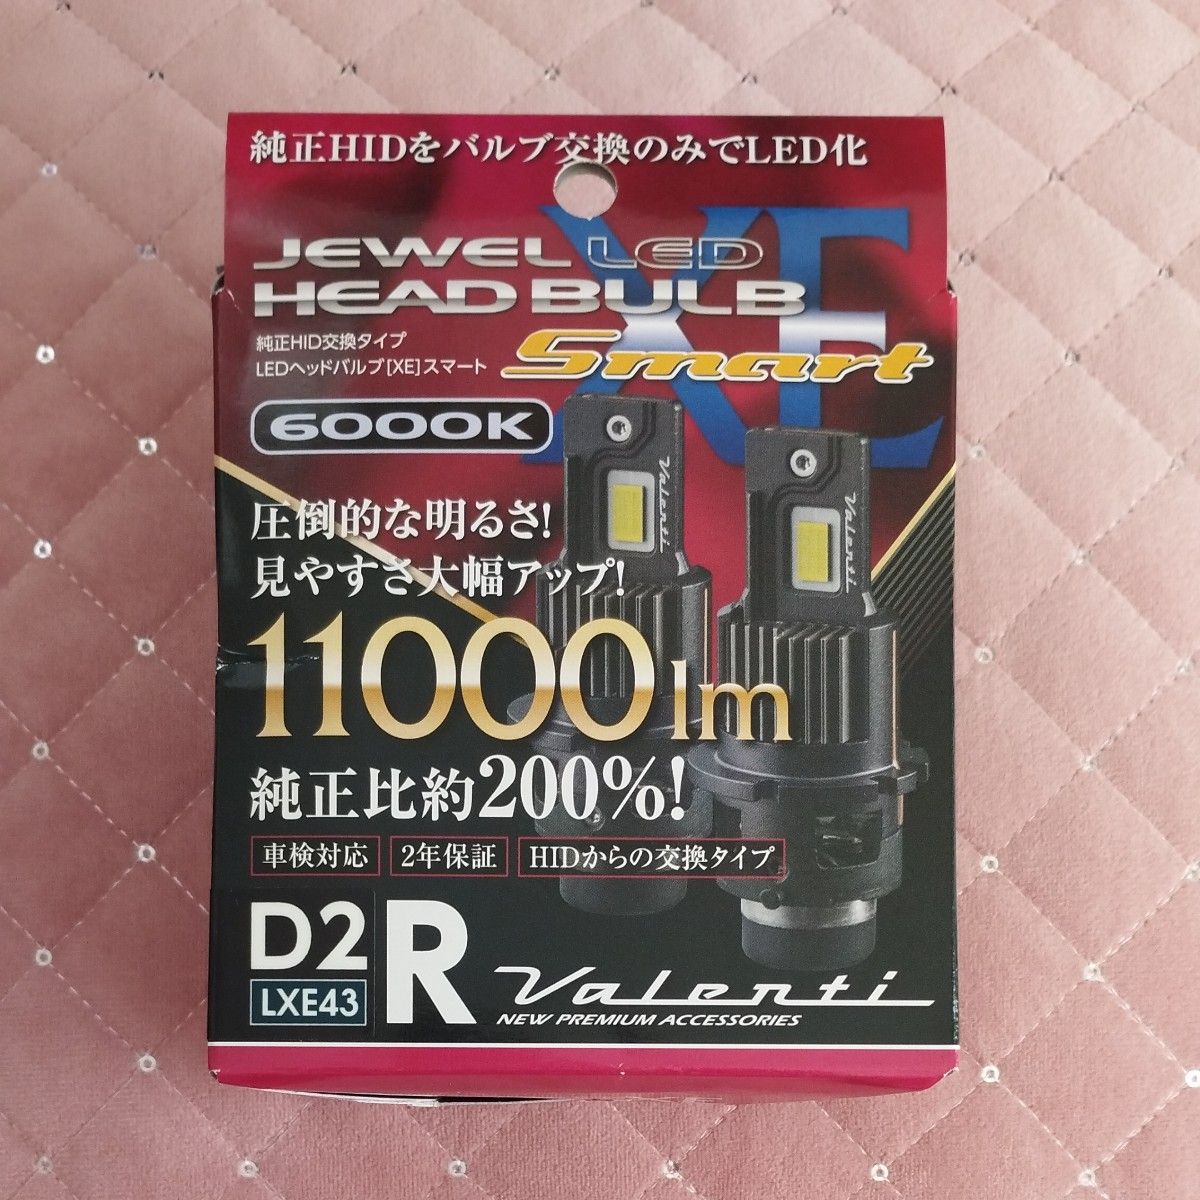 純正HIDをバルブ交換のみでLED化
XE
JEWEL LED
HEAD BULB
純正HID交換タイプ
LEDヘッドバルブ[XE]スマート
Smart
6000K
Valenti
Valenti
圧倒的な明るさ!
見やすさ大幅アップ!
11000lm
純正比約200%!
車検対応 2年保証 HIDからの交換タイプ
D2R
LXE43
Valenti
NEW PREMIUM ACCESSORIES